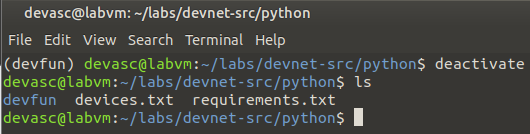 devasc@labvm: ~/labs/devnet-src/python
File Edit View Search Terminal Help
(devfun) devasc@labvm:~/labs/devnet-src/python$ deactivate
devasc@labvm:~/labs/devnet-src/python$ ls
devfun devices.txt requirements.txt
devasc@labvm:~/labs/devnet-src/python$